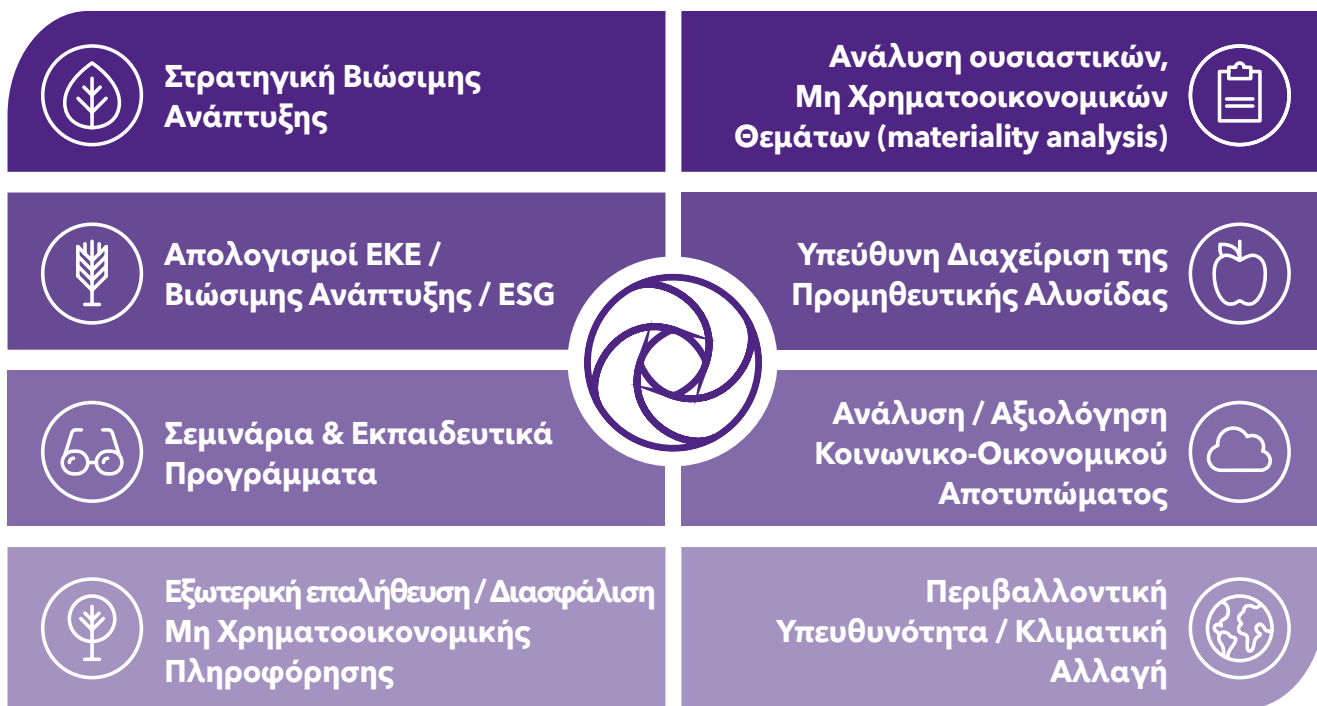 Στρατηγική Βιώσιμης
Ανάπτυξης
Ανάλυση ουσιαστικών,
Μη Χρηματοοικονομικών
Θεμάτων (materiality analysis)
Απολογισμοί ΕΚΕ /
Βιώσιμης Ανάπτυξης / ESG
Υπεύθυνη Διαχείριση της
Προμηθευτικής Αλυσίδας
Σεμινάρια & Εκπαιδευτικά
Προγράμματα
Ανάλυση / Αξιολόγηση
Κοινωνικο-Οικονομικού
Αποτυπώματος
Εξωτερική επαλήθευση / Διασφάλιση
Μη Χρηματοοικονομικής
Πληροφόρησης
Περιβαλλοντική
Υπευθυνότητα / Κλιματική
Αλλαγή